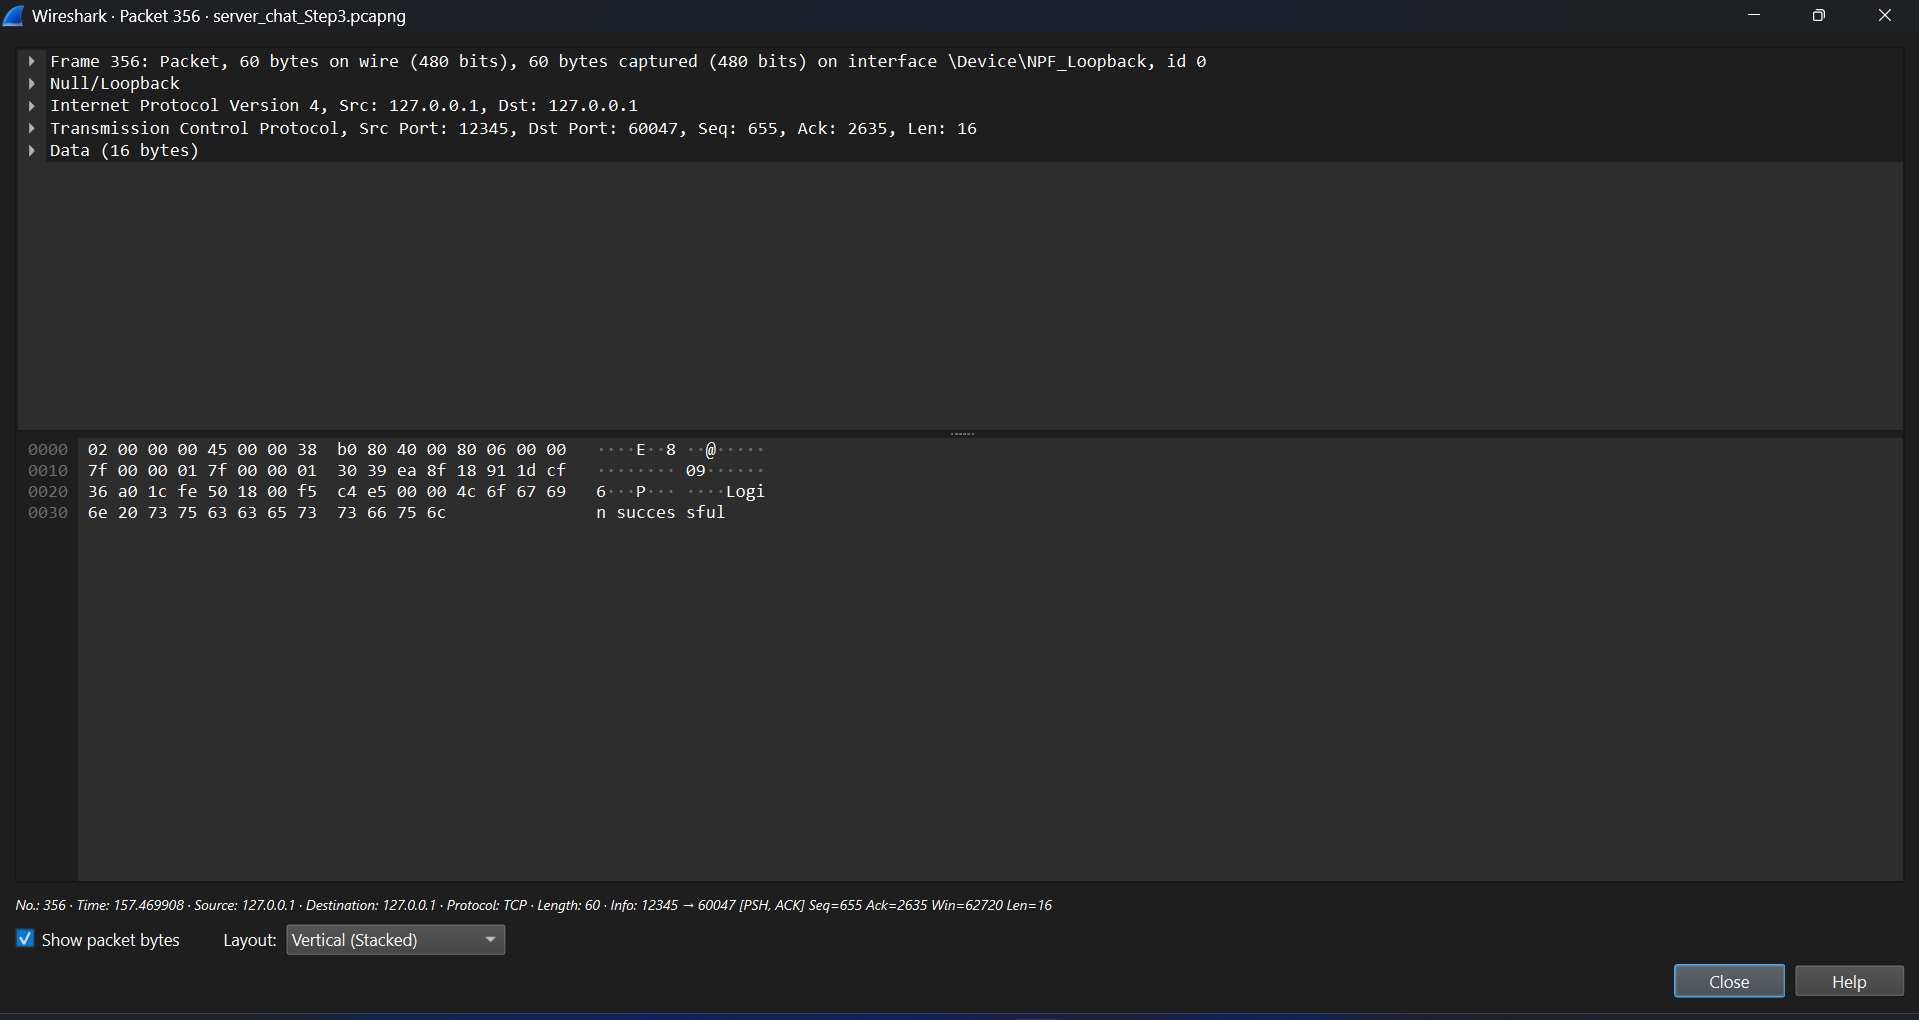 Wireshark · Packet 356 · server_chat_Step3.pcapng
Frame 356: Packet, 60 bytes on wire (480 bits), 60 bytes captured (480 bits) on interface \Device\NPF_Loopback, id 0
Null/Loopback
Internet Protocol Version 4, Src: 127.0.0.1, Dst: 127.0.0.1
Transmission Control Protocol, Src Port: 12345, Dst Port: 60047, Seq: 655, Ack: 2635, Len: 16
Data (16 bytes)
0000 02 00 00 00 45 00 00 38 b0 80 40 00 80 06 00 00 ····E··8 ··@·····
0010 7f 00 00 01 7f 00 00 01 30 39 ea 8f 18 91 1d cf ········ 09······
0020 36 a0 1c fe 50 18 00 f5 c4 e5 00 00 4c 6f 67 69 6···P··· ····Logi
0030 6e 20 73 75 63 63 65 73 73 66 75 6c n succes sful
No.: 356 · Time: 157.469908 · Source: 127.0.0.1 · Destination: 127.0.0.1 · Protocol: TCP · Length: 60 · Info: 12345 → 60047 [PSH, ACK] Seq=655 Ack=2635 Win=62720 Len=16
Show packet bytes Layout: Vertical (Stacked)
Close Help